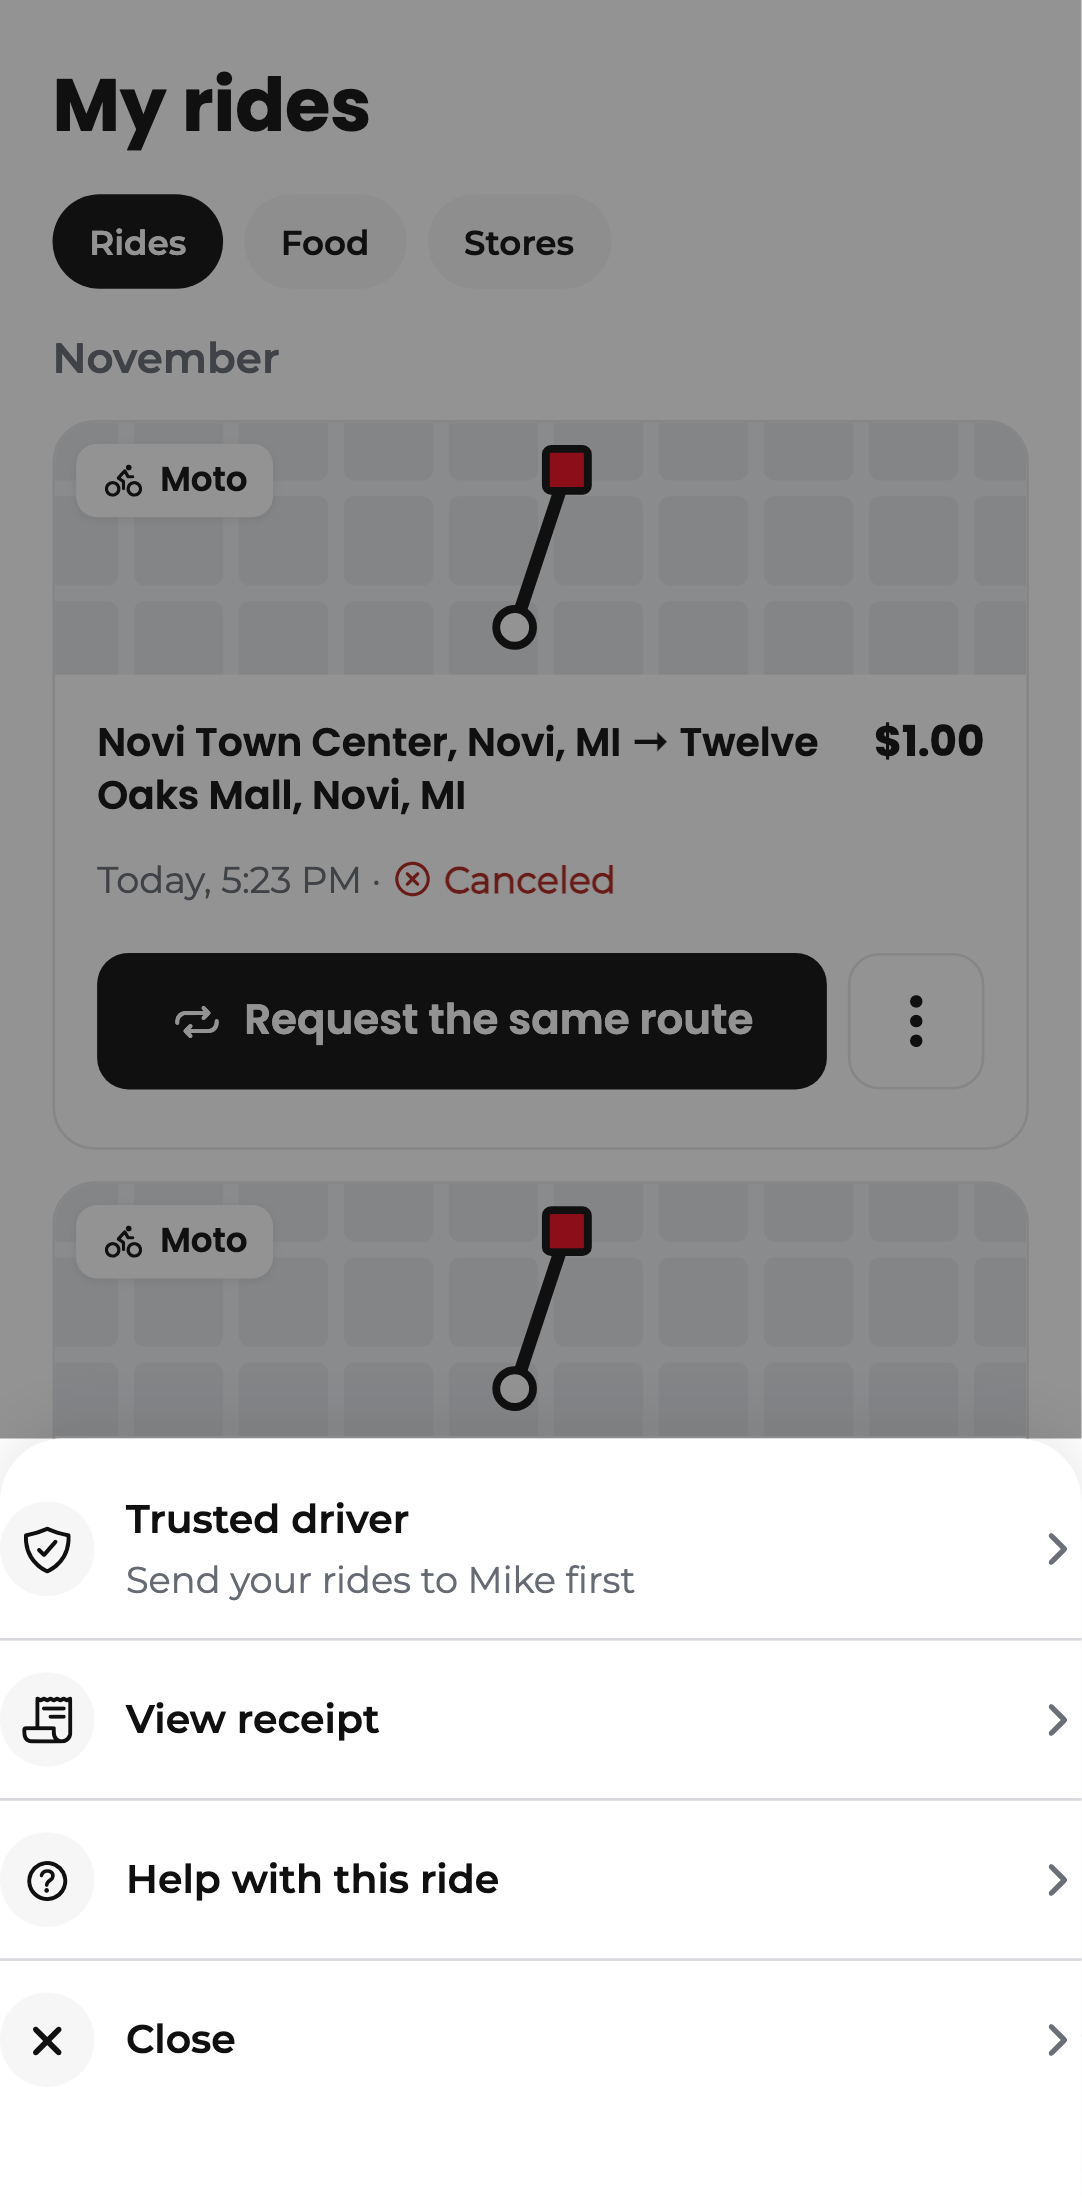 My rides
Rides
Food
Stores
November
Moto
Novi Town Center, Novi, MI → Twelve
Oaks Mall, Novi, MI
$1.00
Today, 5:23 PM · Canceled
Request the same route
Moto
Trusted driver
Send your rides to Mike first
View receipt
Help with this ride
Close